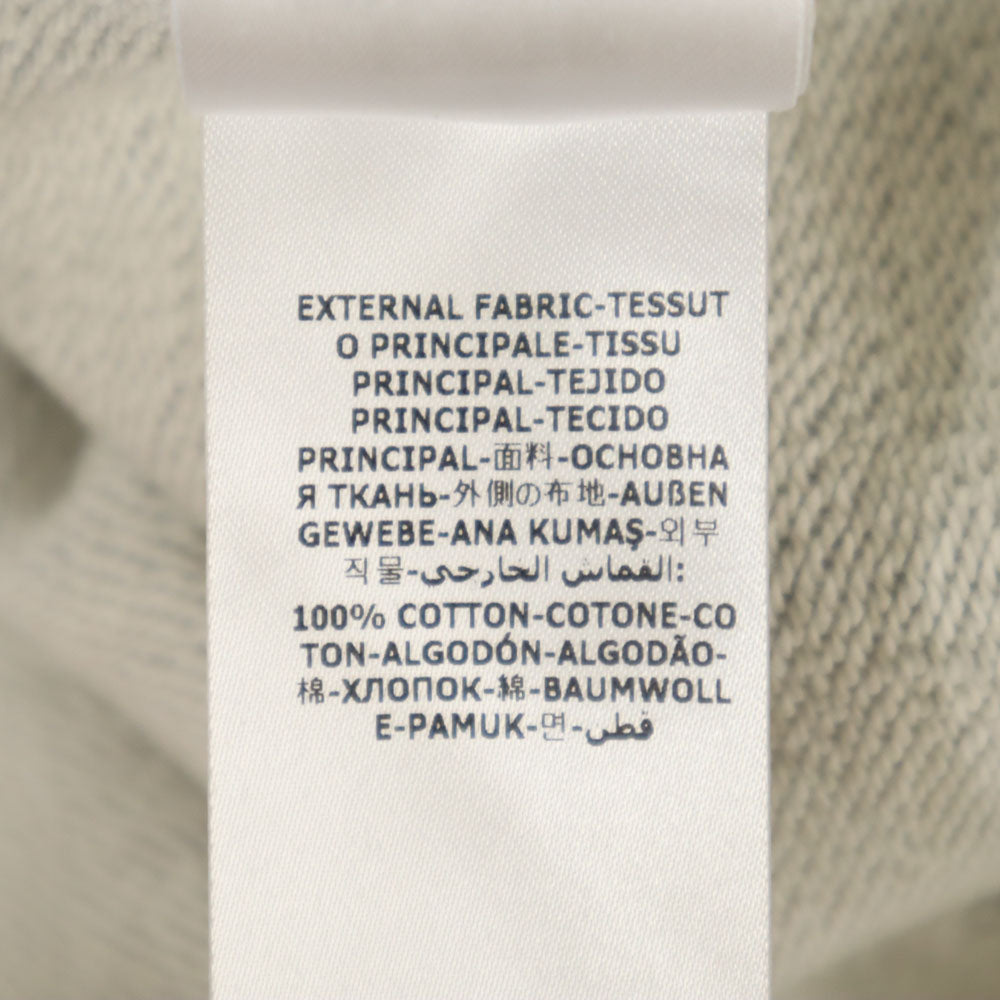 EXTERNAL FABRIC-TESSUT
O PRINCIPALE-TISSU
PRINCIPAL-TEJIDO
PRINCIPAL-TECIDO
PRINCIPAL-面料-ОСНОВНА
Я ТКАНЬ-外側の布地-AUßEN
GEWEBE-ANA KUMAŞ-외부
직물-القماش الخارجي:
100% COTTON-COTONE-CO
TON-ALGODÓN-ALGODÃO-
棉-ХЛОПОК-綿-BAUMWOLL
E-PAMUK-면-قطن